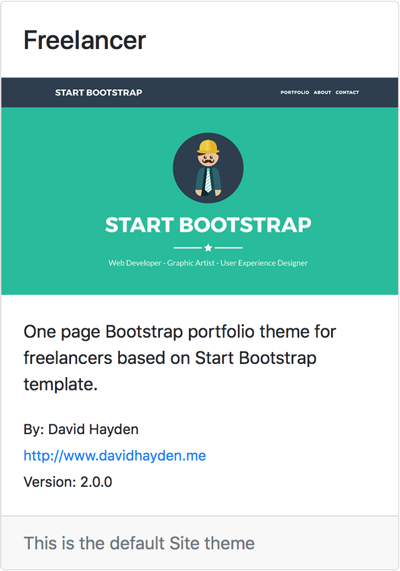 Freelancer
START BOOTSTRAP
PORTFOLIO ABOUT CONTACT
START BOOTSTRAP
Web Developer - Graphic Artist - User Experience Designer
One page Bootstrap portfolio theme for
freelancers based on Start Bootstrap
template.
By: David Hayden
http://www.davidhayden.me
Version: 2.0.0
This is the default Site theme